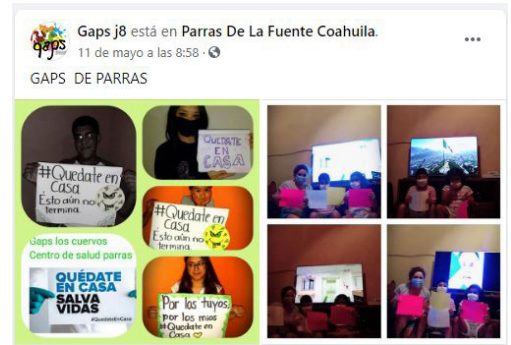 Gaps j8 está en Parras De La Fuente Coahuila.
11 de mayo a las 8:58 ·
GAPS DE PARRAS
gaps
#Quedate en
Casa
Esto aún no
termina.
QUEDATE
EN
CASA
#Quedate en
Casa
Esto aún no
termina.
Gaps los cuervos
Centro de salud parras
QUÉDATE
EN CASA
SALVA
VIDAS
#QuedateEnCasa
Por los tuyos,
por los mios
#Quedate en
Casa